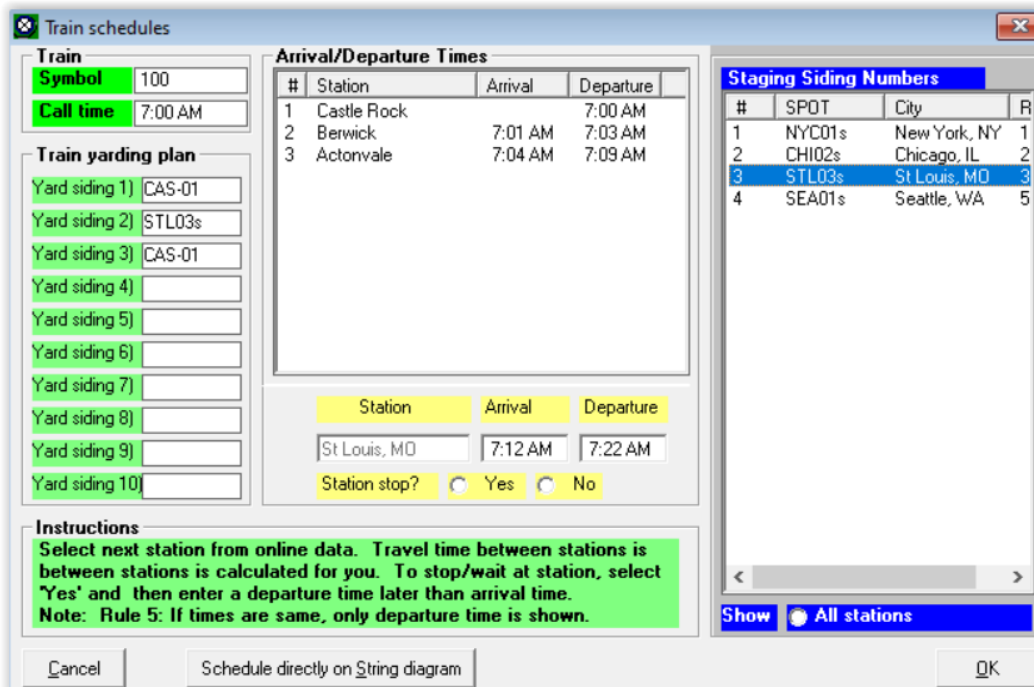 Train schedules
Train
Symbol 100
Call time 7:00 AM
Train yarding plan
Yard siding 1) CAS-01
Yard siding 2) STL03s
Yard siding 3) CAS-01
Yard siding 4)
Yard siding 5)
Yard siding 6)
Yard siding 7)
Yard siding 8)
Yard siding 9)
Yard siding 10)
Arrival/Departure Times
# Station Arrival Departure
1 Castle Rock 7:00 AM
2 Berwick 7:01 AM 7:03 AM
3 Actonvale 7:04 AM 7:09 AM
Station Arrival Departure
St Louis, MO 7:12 AM 7:22 AM
Station stop? Yes No
Staging Siding Numbers
# SPOT City R
1 NYC01s New York, NY 1
2 CHI02s Chicago, IL 2
3 STL03s St Louis, MO 3
4 SEA01s Seattle, WA 5
Show All stations
Instructions
Select next station from online data. Travel time between stations is
between stations is calculated for you. To stop/wait at station, select
'Yes' and then enter a departure time later than arrival time.
Note: Rule 5: If times are same, only departure time is shown.
Cancel
Schedule directly on String diagram
OK